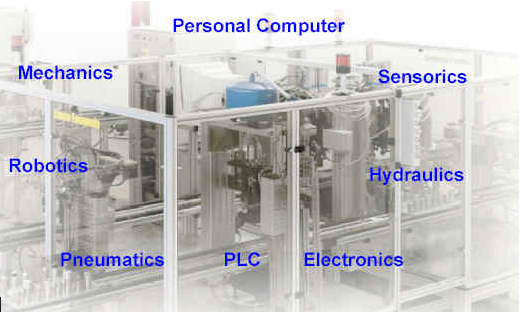 Personal Computer
Mechanics
Sensorics
Robotics
Hydraulics
Pneumatics
PLC
Electronics